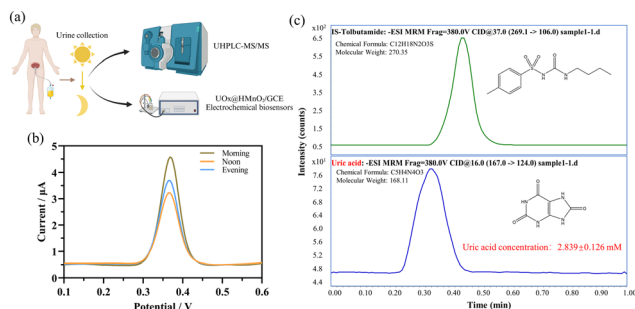 (a)
Urine collection
UHPLC-MS/MS
UOx@HMnO₂/GCE
Electrochemical biosensors
(b)
Morning
Noon
Evening
Current / μA
5
4
3
2
1
0
0.1 0.2 0.3 0.4 0.5 0.6
Potential / V
(c)
IS-Tolbutamide: -ESI MRM Frag=380.0V CID@37.0 (269.1 -> 106.0) sample1-1.d
x10³
Chemical Formula: C12H18N2O3S
Molecular Weight: 270.35
6.5
5.5
4.5
3.5
2.5
1.5
0.5
Intensity (counts)
Uric acid: -ESI MRM Frag=380.0V CID@16.0 (167.0 -> 124.0) sample1-1.d
x10¹
Chemical Formula: C5H4N4O3
Molecular Weight: 168.11
7.6
7.2
6.8
6.4
6.0
5.6
5.2
4.8
4.4
Uric acid concentration: 2.839±0.126 mM
0.00 0.10 0.20 0.30 0.40 0.50 0.60 0.70 0.80 0.90 1.00
Time (min)